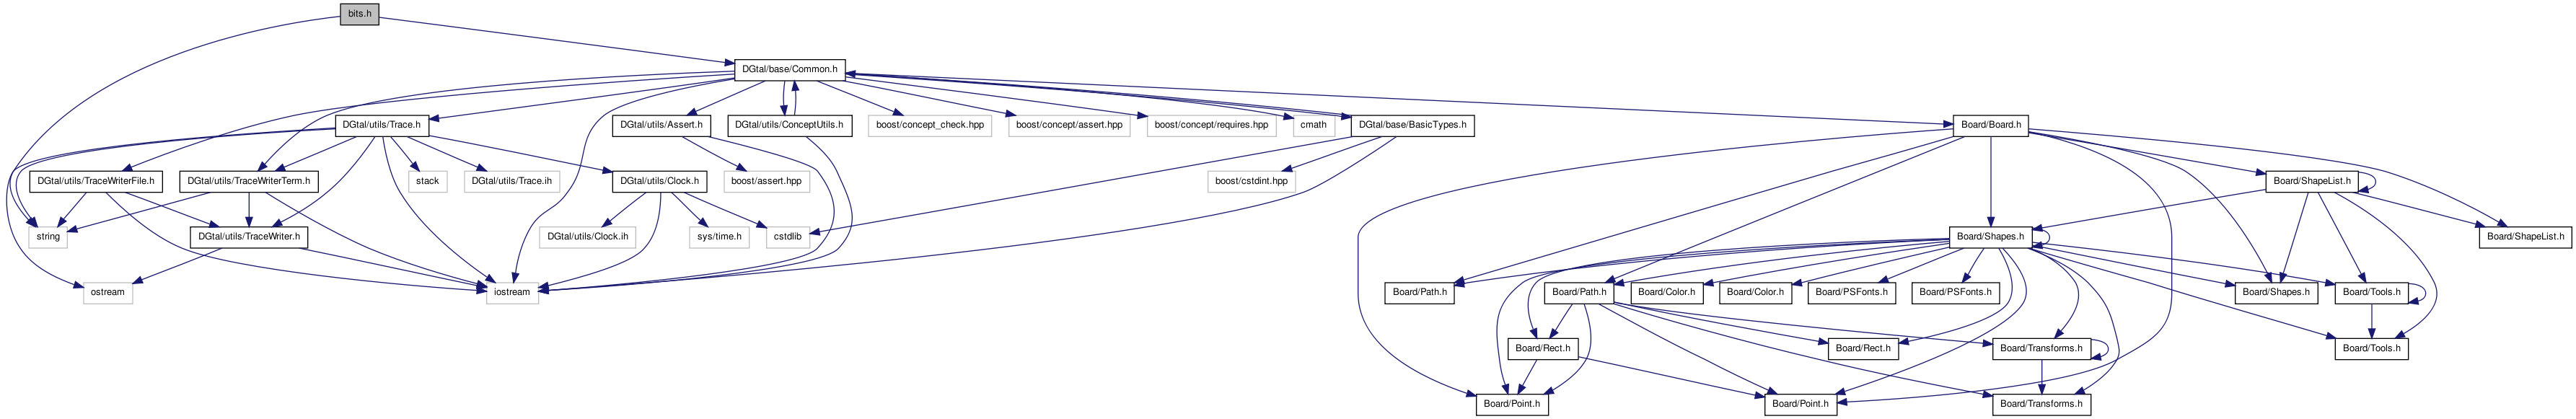 bits.h
DGtal/base/Common.h
DGtal/utils/Trace.h
DGtal/utils/Assert.h
DGtal/utils/ConceptUtils.h
boost/concept_check.hpp
boost/concept/assert.hpp
boost/concept/requires.hpp
cmath
DGtal/base/BasicTypes.h
Board/Board.h
DGtal/utils/TraceWriterFile.h
DGtal/utils/TraceWriterTerm.h
stack
DGtal/utils/Trace.ih
DGtal/utils/Clock.h
boost/assert.hpp
boost/cstdint.hpp
Board/ShapeList.h
string
DGtal/utils/TraceWriter.h
DGtal/utils/Clock.ih
sys/time.h
cstdlib
Board/Shapes.h
Board/ShapeList.h
ostream
iostream
Board/Path.h
Board/Path.h
Board/Color.h
Board/Color.h
Board/PSFonts.h
Board/PSFonts.h
Board/Shapes.h
Board/Tools.h
Board/Rect.h
Board/Rect.h
Board/Transforms.h
Board/Tools.h
Board/Point.h
Board/Point.h
Board/Transforms.h